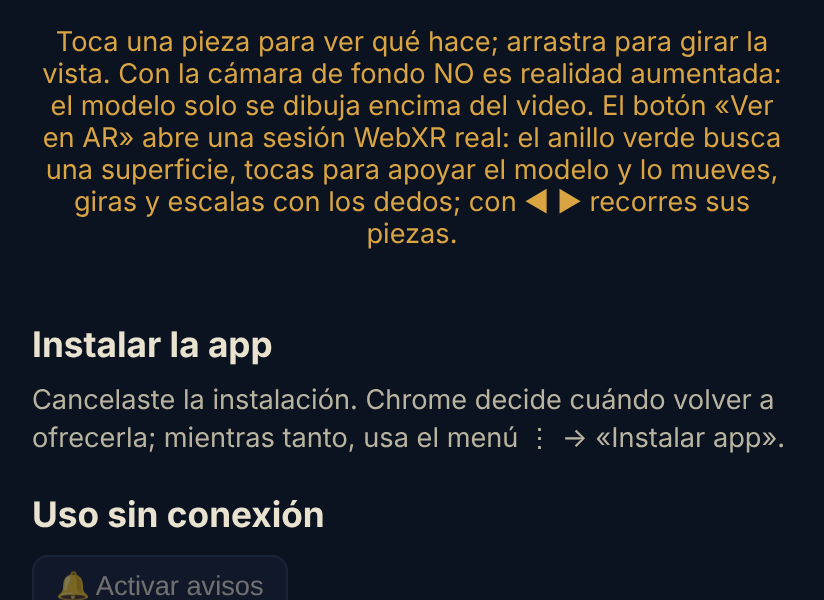 Toca una pieza para ver qué hace; arrastra para girar la
vista. Con la cámara de fondo NO es realidad aumentada:
el modelo solo se dibuja encima del video. El botón «Ver
en AR» abre una sesión WebXR real: el anillo verde busca
una superficie, tocas para apoyar el modelo y lo mueves,
giras y escalas con los dedos; con ◀ ▶ recorres sus
piezas.
Instalar la app
Cancelaste la instalación. Chrome decide cuándo volver a
ofrecerla; mientras tanto, usa el menú ⋮ → «Instalar app».
Uso sin conexión
🔔 Activar avisos